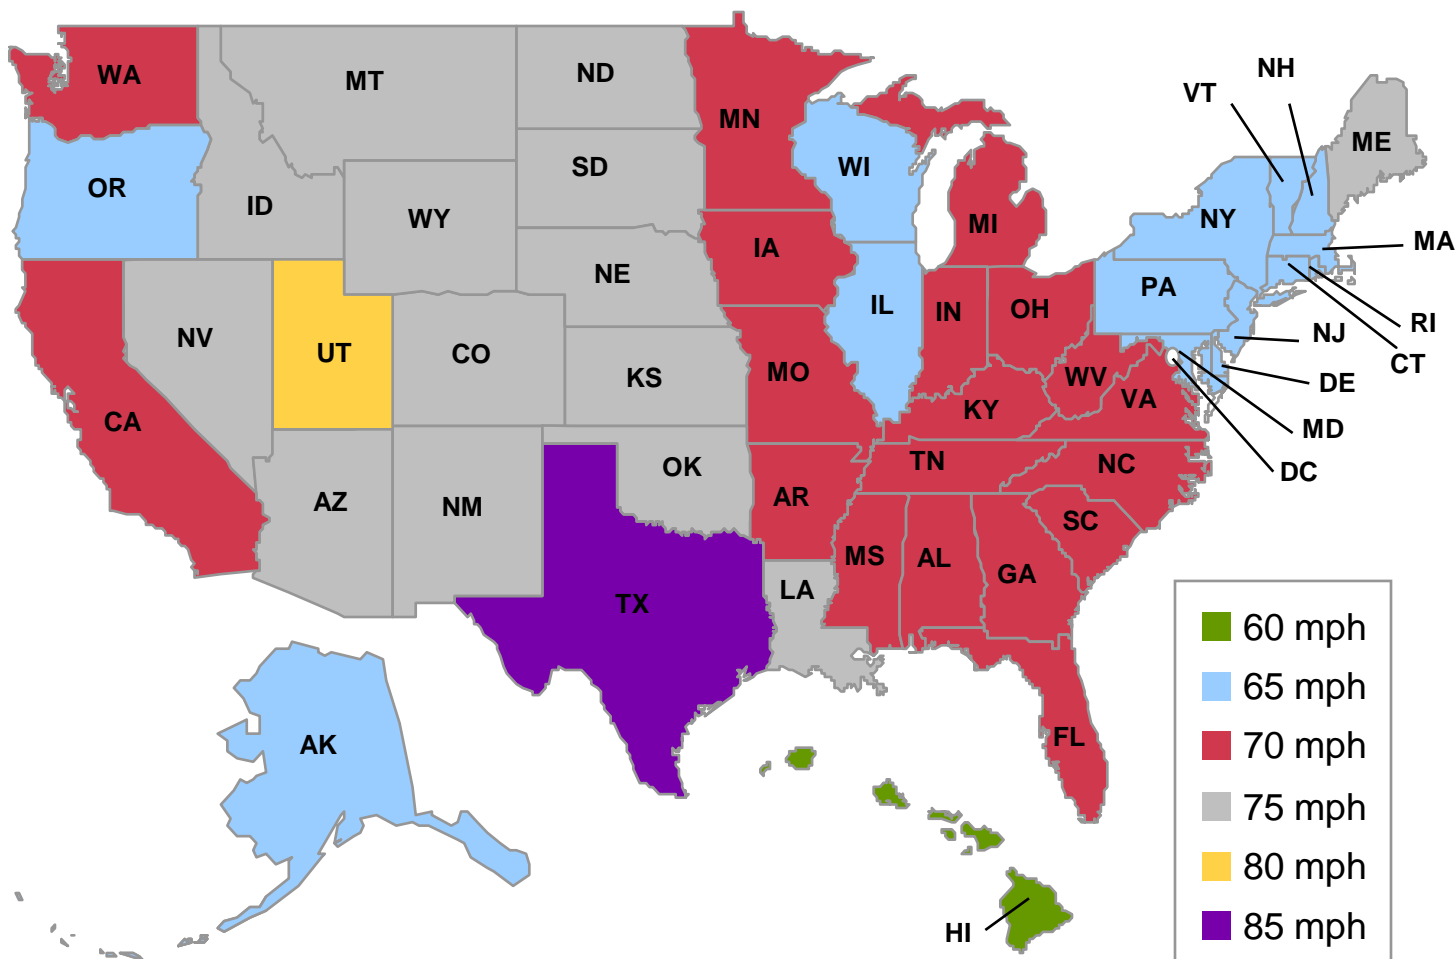 WA
MT
ND
MN
NH
VT
ME
OR
ID
WY
SD
WI
MI
NY
MA
IA
NE
PA
NV
UT
CO
KS
MO
IL
IN
OH
WV
VA
NJ
RI
CT
DE
MD
DC
CA
AZ
NM
OK
AR
KY
TN
NC
SC
TX
LA
MS
AL
GA
FL
AK
HI
60 mph
65 mph
70 mph
75 mph
80 mph
85 mph